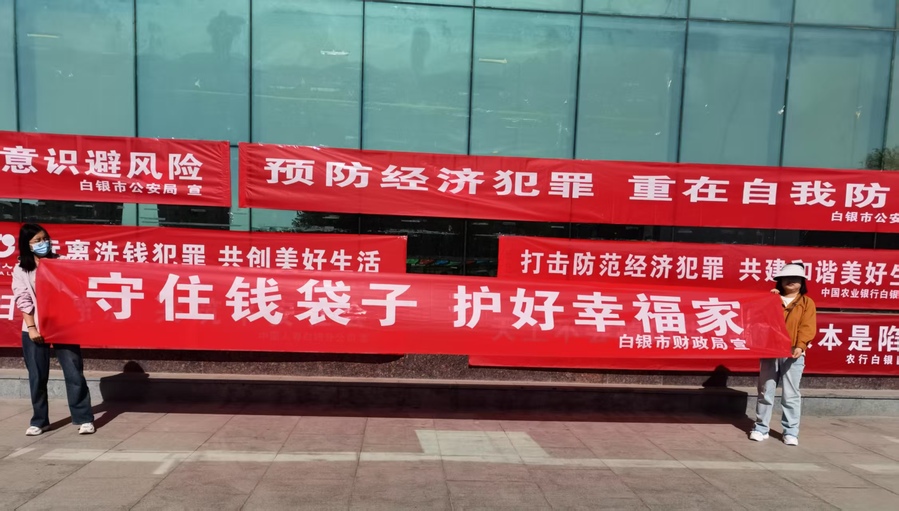 意识避风险
白银市公安局 宣
预防经济犯罪 重在自我防
白银市公安
远离洗钱犯罪 共创美好生活
打击防范经济犯罪 共建和谐美好生
中国农业银行白银
守住钱袋子 护好幸福家
白银市财政局宣
本是陷
农行白银